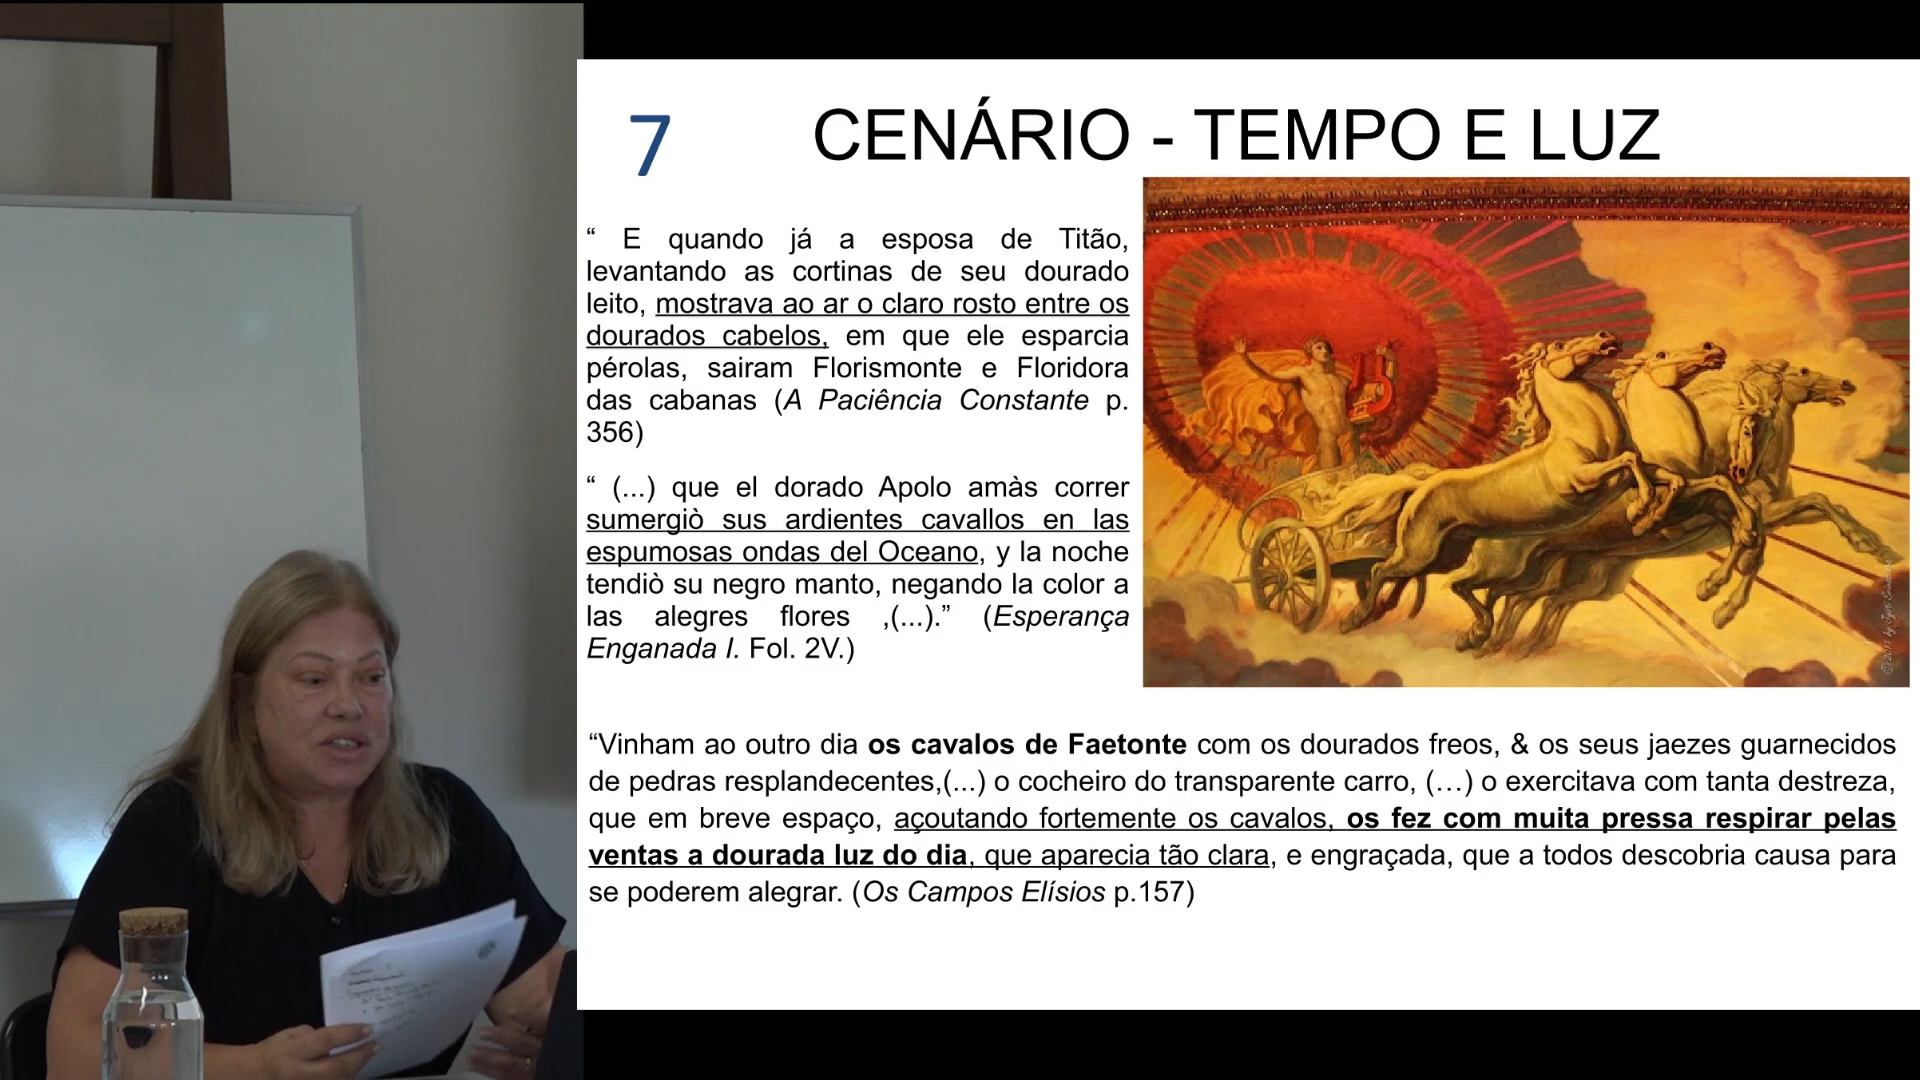 7
CENÁRIO - TEMPO E LUZ
“ E quando já a esposa de Titão,
levantando as cortinas de seu dourado
leito, mostrava ao ar o claro rosto entre os
dourados cabelos, em que ele esparcia
pérolas, sairam Florismonte e Floridora
das cabanas (A Paciência Constante p.
356)
“ (...) que el dorado Apolo amàs correr
sumergiò sus ardientes cavallos en las
espumosas ondas del Oceano, y la noche
tendiò su negro manto, negando la color a
las alegres flores ,(...).” (Esperança
Enganada I. Fol. 2V.)
“Vinham ao outro dia os cavalos de Faetonte com os dourados freos, & os seus jaezes guarnecidos
de pedras resplandecentes,(...) o cocheiro do transparente carro, (…) o exercitava com tanta destreza,
que em breve espaço, açoutando fortemente os cavalos, os fez com muita pressa respirar pelas
ventas a dourada luz do dia, que aparecia tão clara, e engraçada, que a todos descobria causa para
se poderem alegrar. (Os Campos Elísios p.157)